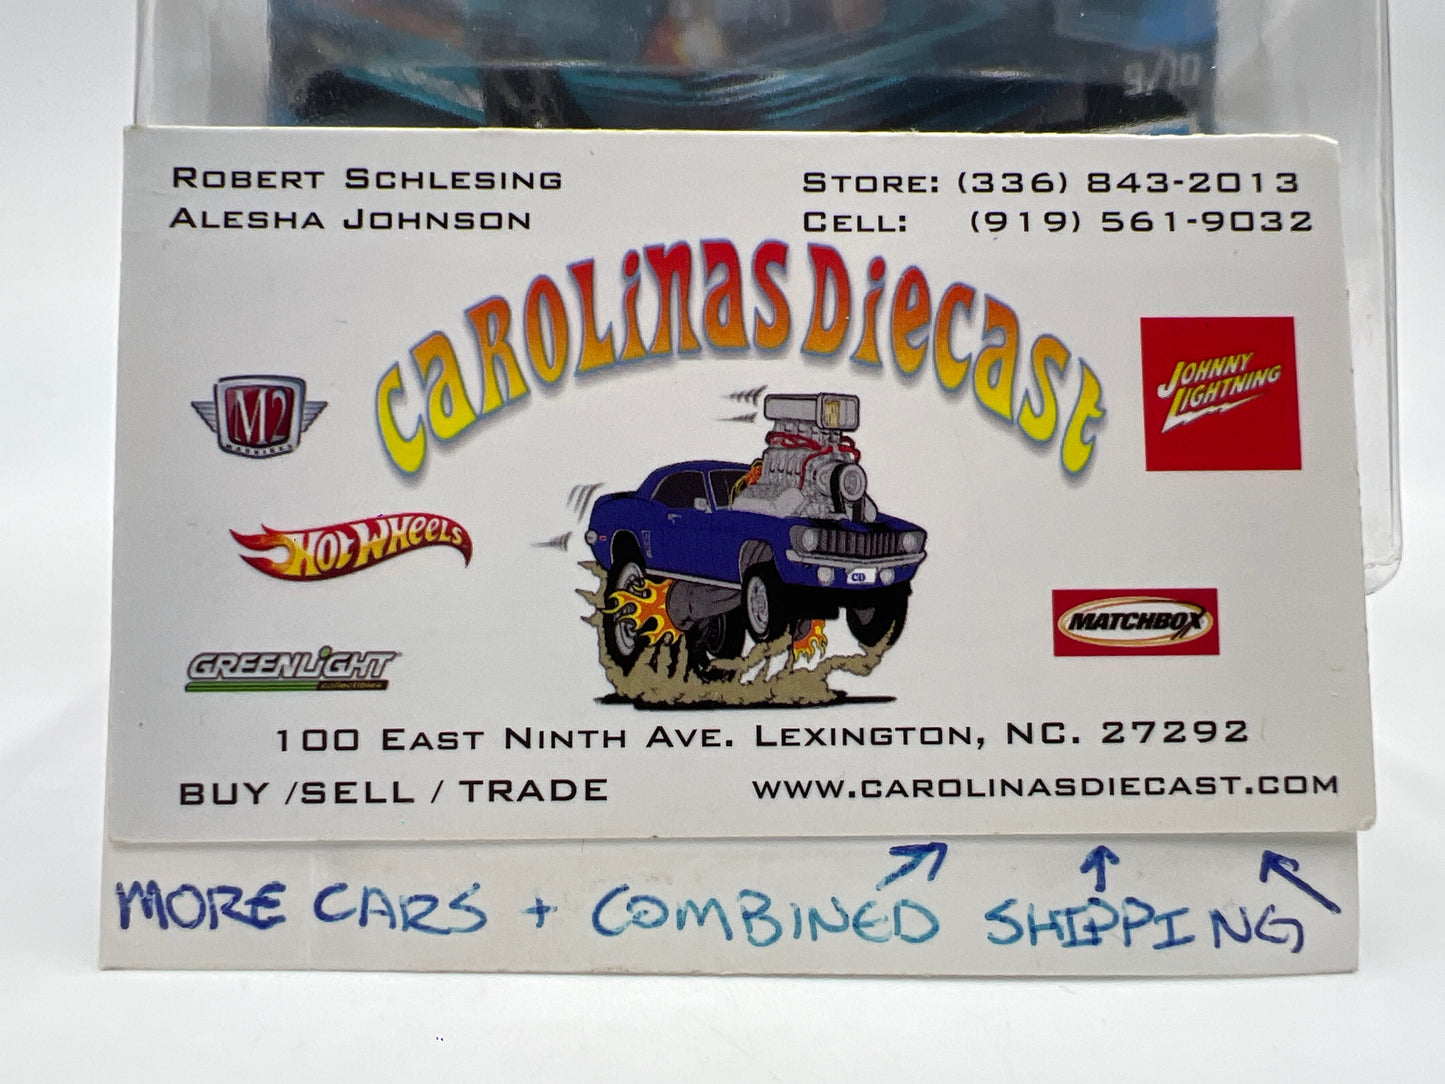 ROBERT SCHLESING
ALESHA JOHNSON
STORE: (336) 843-2013
CELL: (919) 561-9032
CAROLINAS DIECAST
M2
MACHINES
JOHNNY
LIGHTNING
HOT WHEELS
CD
MATCHBOX
GREENLIGHT
collectibles
100 EAST NINTH AVE. LEXINGTON, NC. 27292
BUY /SELL / TRADE
WWW.CAROLINASDIECAST.COM
MORE CARS + COMBINED SHIPPING